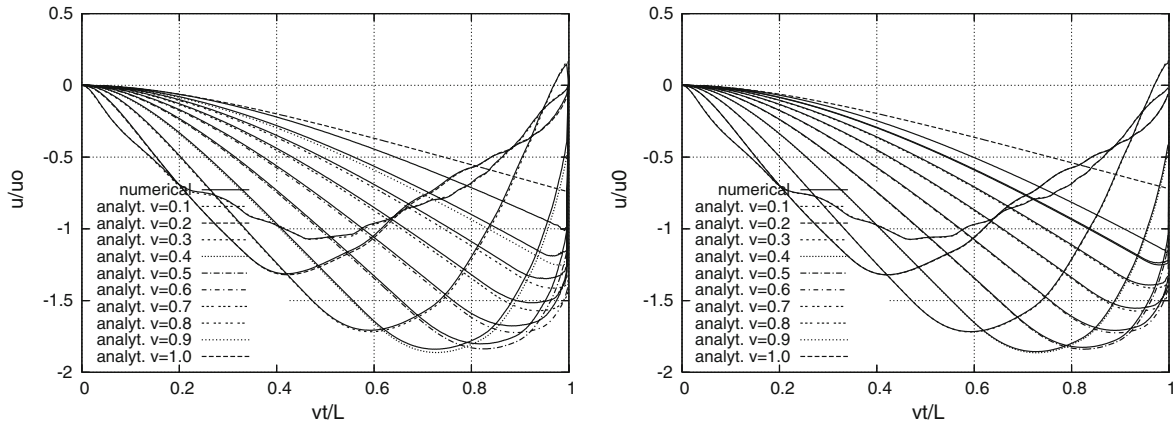 0.5
0
-0.5
-1
-1.5
-2
u/uo
numerical
analyt. v=0.1
analyt. v=0.2
analyt. v=0.3
analyt. v=0.4
analyt. v=0.5
analyt. v=0.6
analyt. v=0.7
analyt. v=0.8
analyt. v=0.9
analyt. v=1.0
0 0.2 0.4 0.6 0.8 1
vt/L
0.5
0
-0.5
-1
-1.5
-2
u/u0
numerical
analyt. v=0.1
analyt. v=0.2
analyt. v=0.3
analyt. v=0.4
analyt. v=0.5
analyt. v=0.6
analyt. v=0.7
analyt. v=0.8
analyt. v=0.9
analyt. v=1.0
0 0.2 0.4 0.6 0.8 1
vt/L